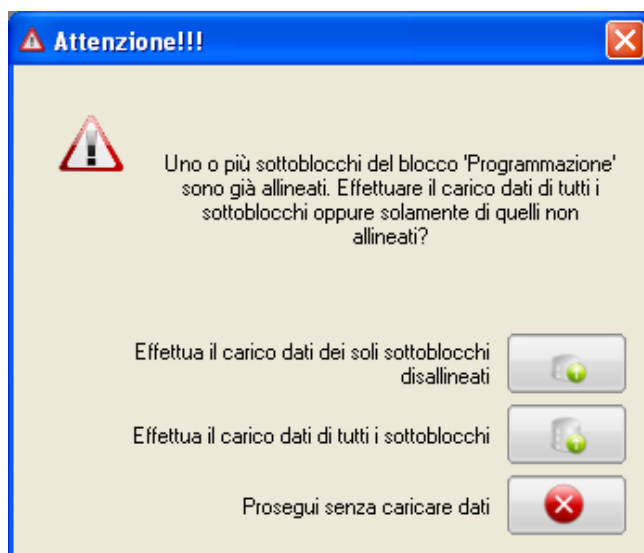 Attenzione!!!
Uno o più sottoblocchi del blocco 'Programmazione'
sono già allineati. Effettuare il carico dati di tutti i
sottoblocchi oppure solamente di quelli non
allineati?
Effettua il carico dati dei soli sottoblocchi
disallineati
Effettua il carico dati di tutti i sottoblocchi
Prosegui senza caricare dati